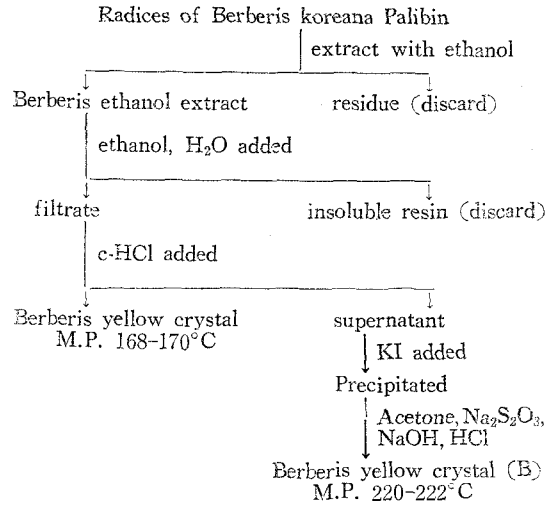 Radices of Berberis koreana Palibin
extract with ethanol
Berberis ethanol extract residue (discard)
ethanol, H₂O added
filtrate insoluble resin (discard)
c-HCl added
Berberis yellow crystal supernatant
M.P. 168-170°C
KI added
Precipitated
Acetone, Na₂S₂O₃,
NaOH, HCl
Berberis yellow crystal (B)
M.P. 220-222°C